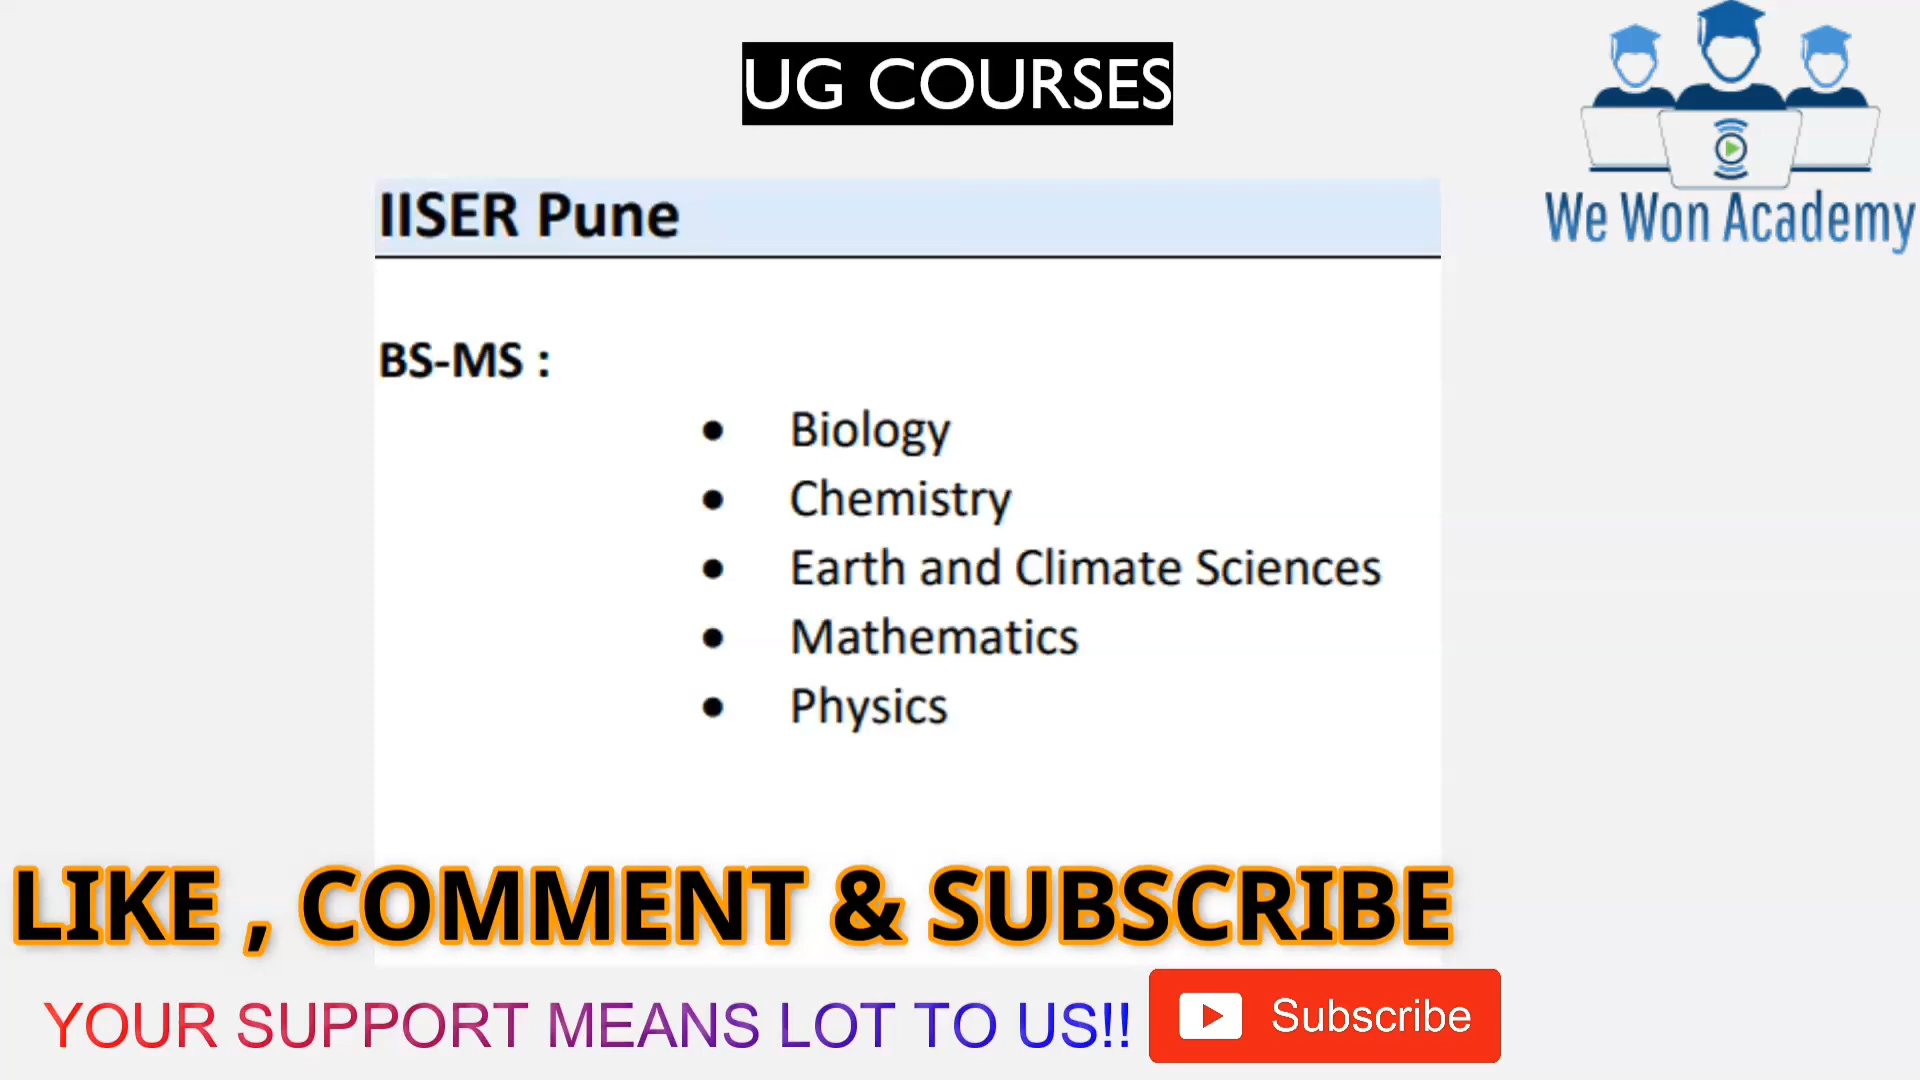 UG COURSES
We Won Academy
IISER Pune
BS-MS :
• Biology
• Chemistry
• Earth and Climate Sciences
• Mathematics
• Physics
LIKE , COMMENT & SUBSCRIBE
YOUR SUPPORT MEANS LOT TO US!!
Subscribe